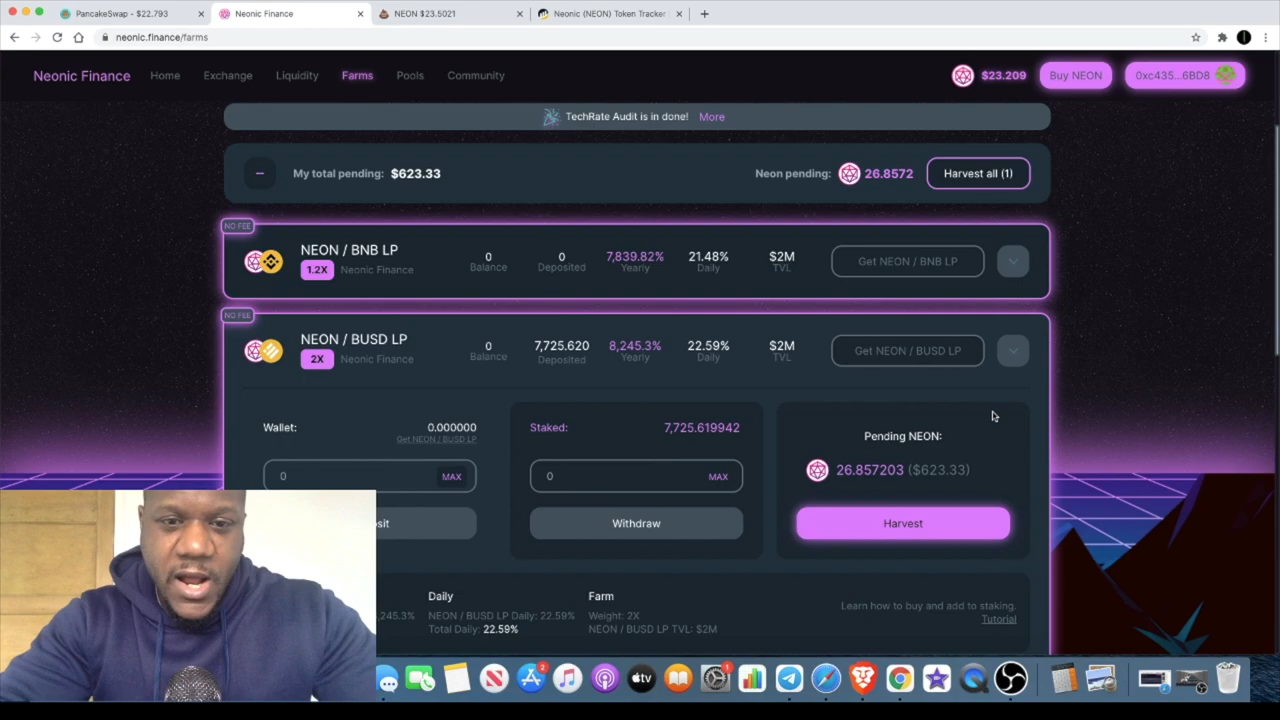 PancakeSwap - $22.793
Neonic Finance
NEON $23.5021
Neonic (NEON) Token Tracker
neonic.finance/farms
Neonic Finance Home Exchange Liquidity Farms Pools Community $23.209 Buy NEON 0xc435...6BD8
TechRate Audit is in done! More
My total pending: $623.33 Neon pending: 26.8572 Harvest all (1)
NO FEE
NEON / BNB LP
1.2X Neonic Finance
0 Balance
0 Deposited
7,839.82% Yearly
21.48% Daily
$2M TVL
Get NEON / BNB LP
NO FEE
NEON / BUSD LP
2X Neonic Finance
0 Balance
7,725.620 Deposited
8,245.3% Yearly
22.59% Daily
$2M TVL
Get NEON / BUSD LP
Wallet: 0.000000
Get NEON / BUSD LP
0 MAX
osit
Staked: 7,725.619942
0 MAX
Withdraw
Pending NEON:
26.857203 ($623.33)
Harvest
,245.3%
Daily
NEON / BUSD LP Daily: 22.59%
Total Daily: 22.59%
Farm
Weight: 2X
NEON / BUSD LP TVL: $2M
Learn how to buy and add to staking.
Tutorial
2
tv
1